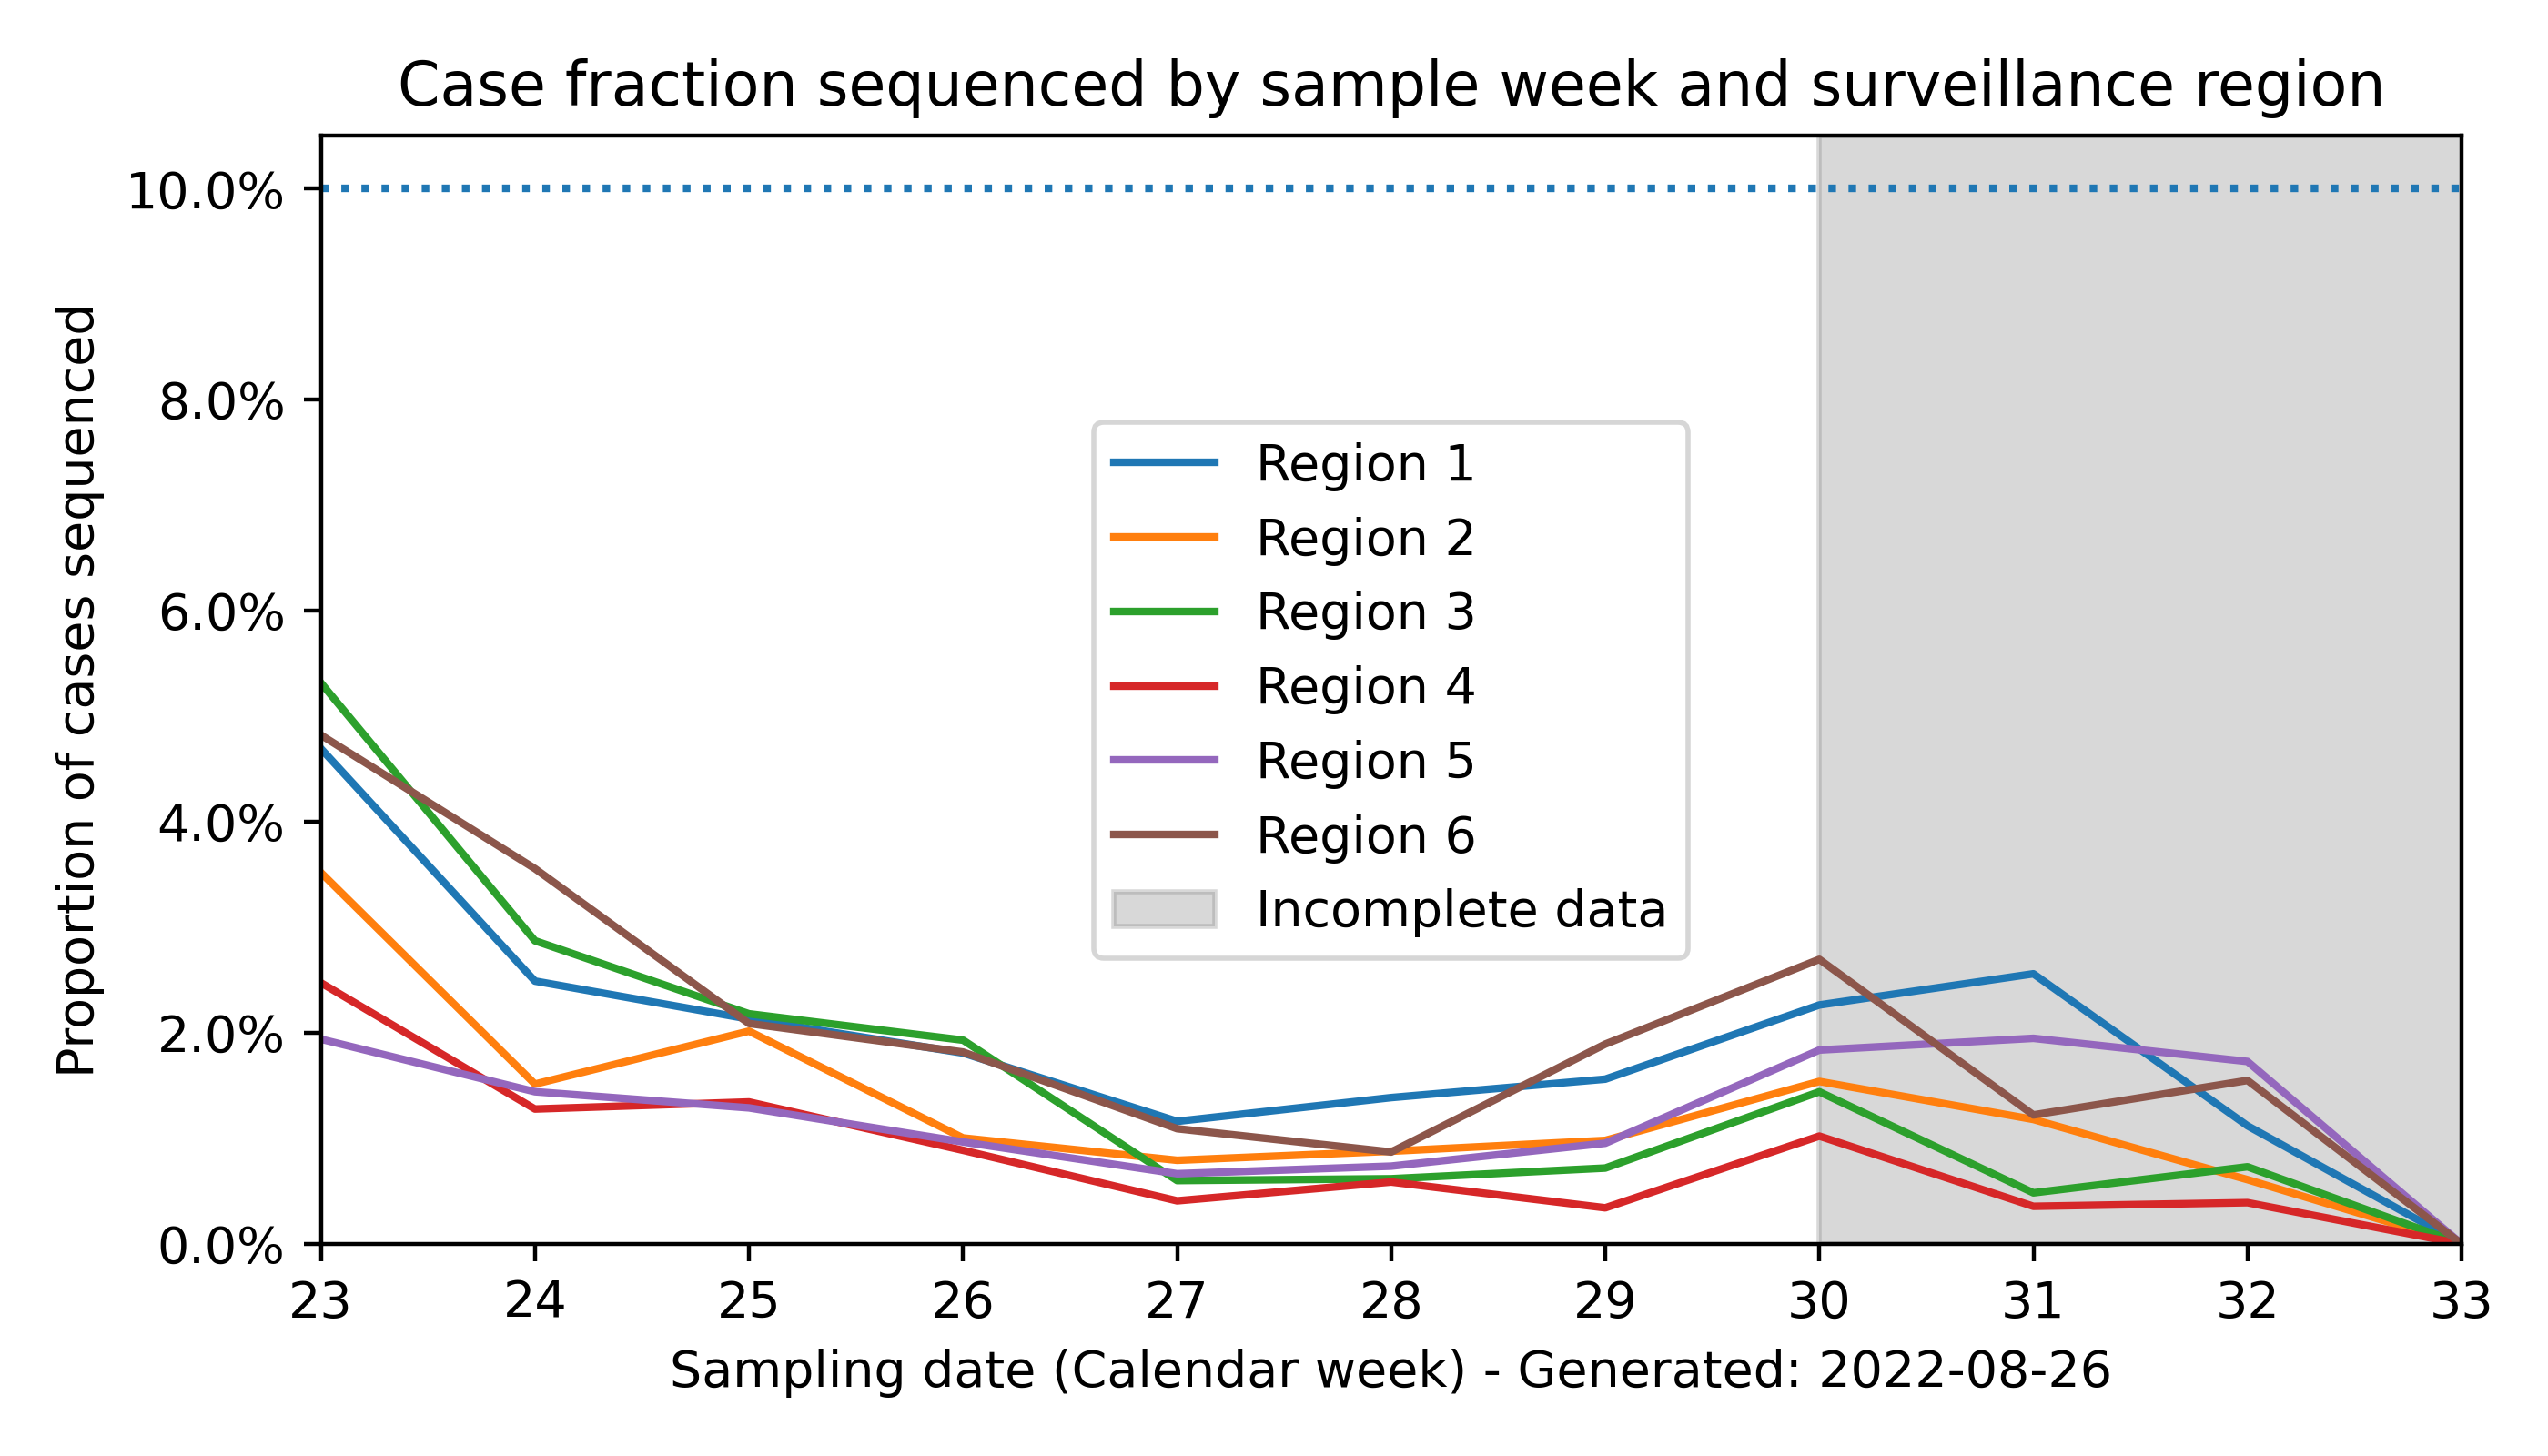 Case fraction sequenced by sample week and surveillance region
Proportion of cases sequenced
10.0%
8.0%
6.0%
4.0%
2.0%
0.0%
Region 1
Region 2
Region 3
Region 4
Region 5
Region 6
Incomplete data
23 24 25 26 27 28 29 30 31 32 33
Sampling date (Calendar week) - Generated: 2022-08-26